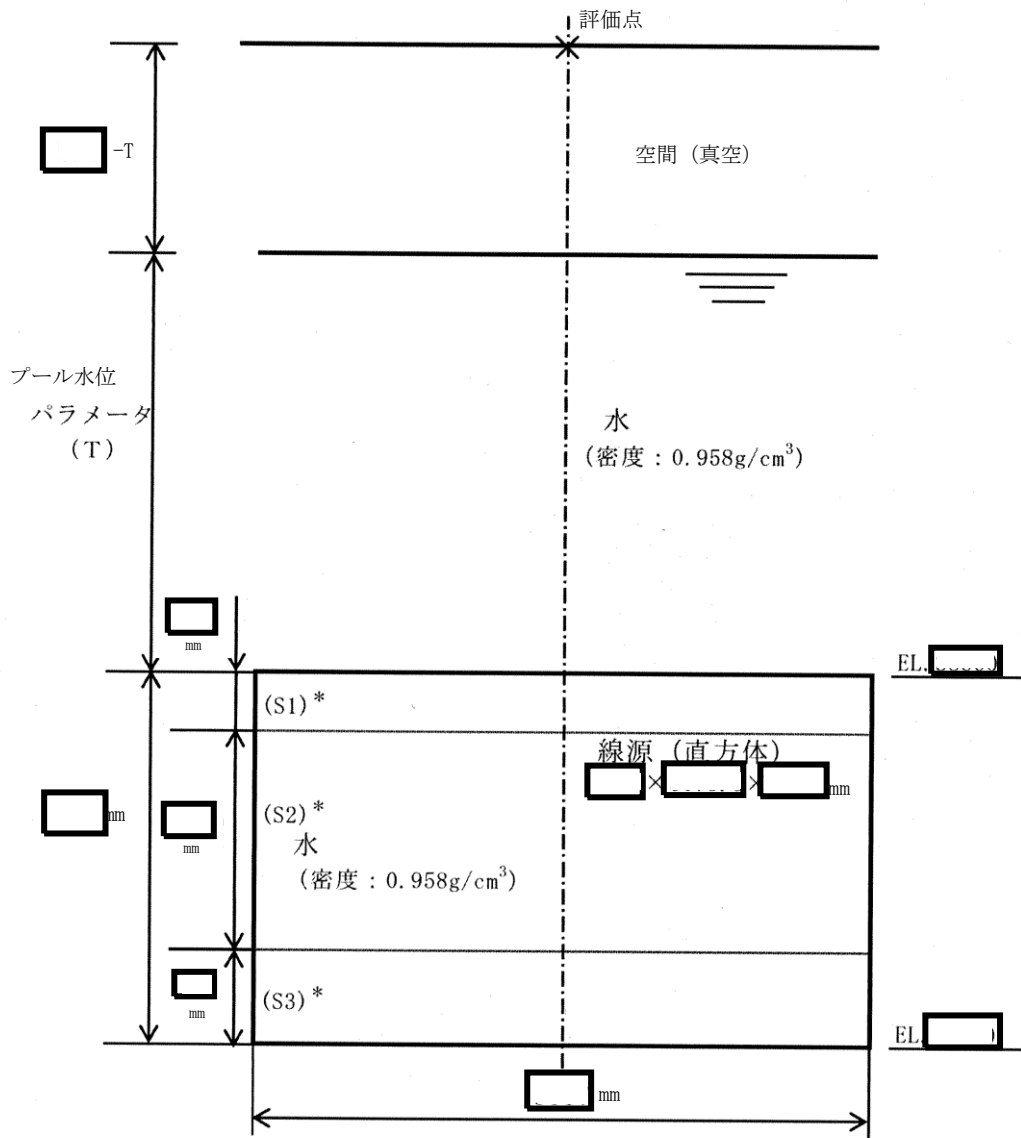 評価点
-T
空間（真空）
プール水位
パラメータ
(T)
水
(密度：0.958g/cm³)
mm
EL.
(S1)*
線源（直方体）
× × mm
mm
mm
(S2)*
水
(密度：0.958g/cm³)
mm
(S3)*
EL.
mm